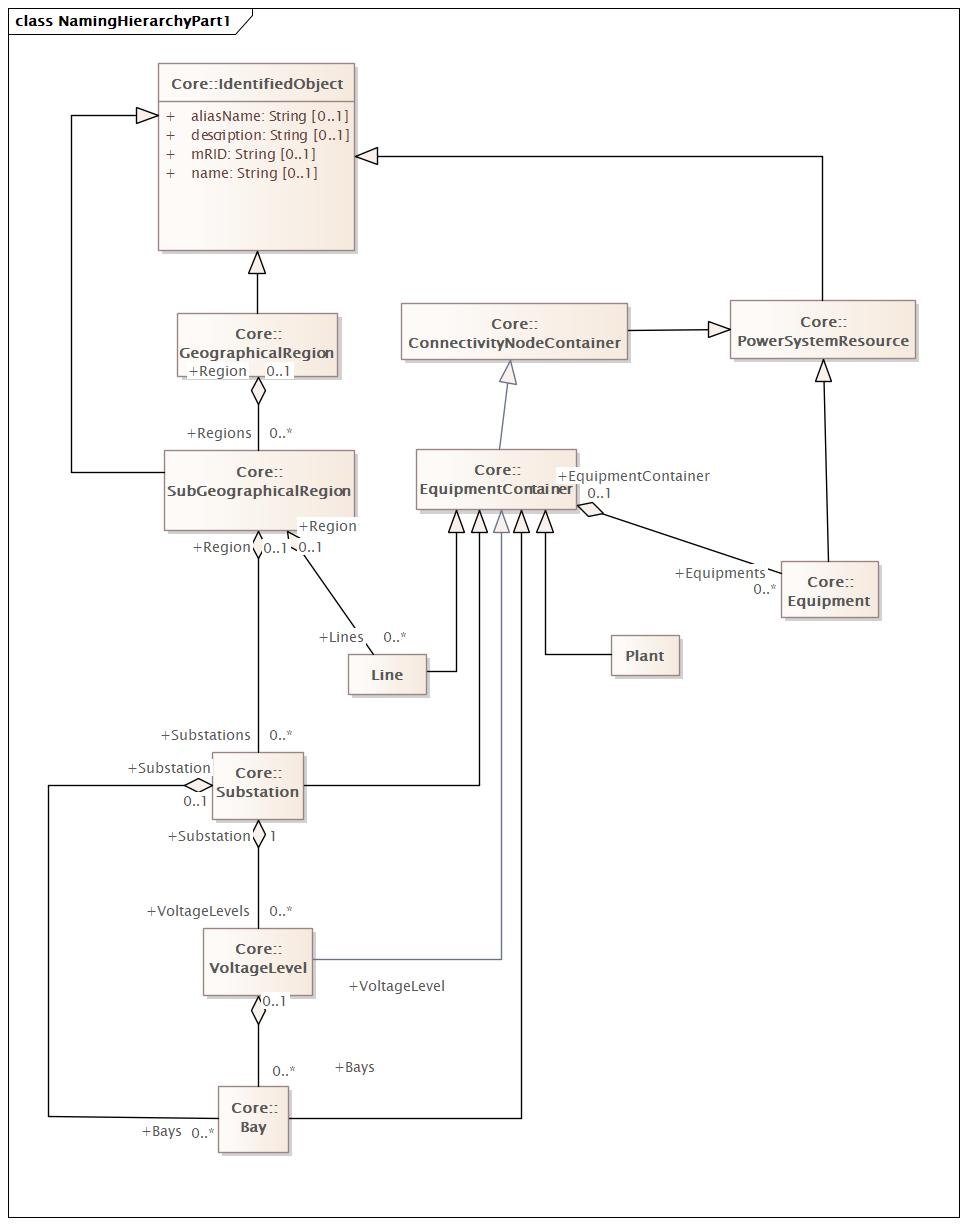 class NamingHierarchyPart1
Core::IdentifiedObject
+ aliasName: String [0..1]
+ description: String [0..1]
+ mRID: String [0..1]
+ name: String [0..1]
Core::
GeographicalRegion
+Region 0..1
Core::
ConnectivityNodeContainer
Core::
PowerSystemResource
+Regions 0..*
Core::
SubGeographicalRegion
Core::
EquipmentContainer
+EquipmentContainer
0..1
+Region
+Region 0..1 0..1
+Equipments
0..*
Core::
Equipment
+Lines 0..*
Line
Plant
+Substations 0..*
+Substation
0..1
Core::
Substation
+Substation 1
+VoltageLevels 0..*
Core::
VoltageLevel
+VoltageLevel
0..1
+Bays
0..*
Core::
Bay
+Bays 0..*